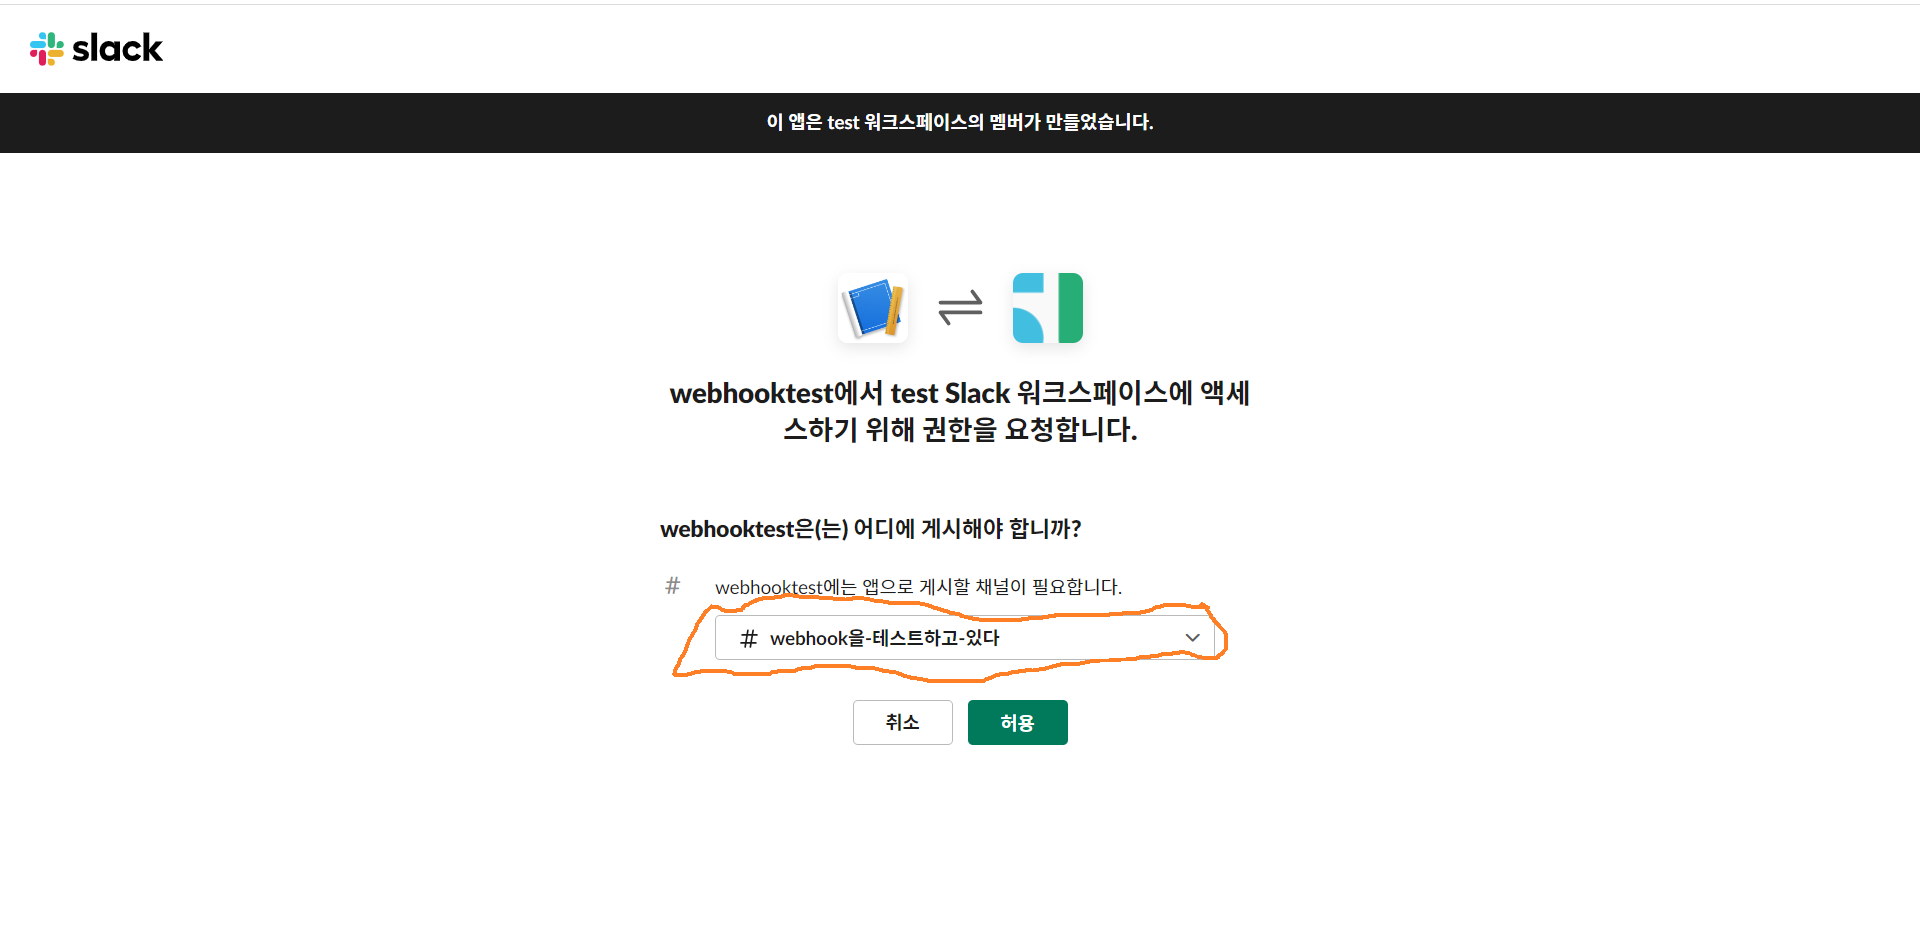 slack
이 앱은 test 워크스페이스의 멤버가 만들었습니다.
webhooktest에서 test Slack 워크스페이스에 액세
스하기 위해 권한을 요청합니다.
webhooktest은(는) 어디에 게시해야 합니까?
# webhooktest에는 앱으로 게시할 채널이 필요합니다.
# webhook을-테스트하고-있다
취소 허용